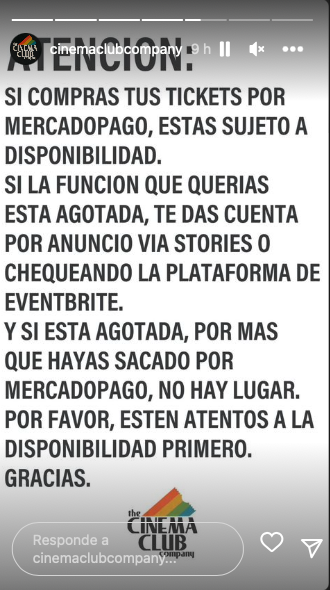 cinemaclubcompany 9 h
ATENCION:
SI COMPRAS TUS TICKETS POR
MERCADOPAGO, ESTAS SUJETO A
DISPONIBILIDAD.
SI LA FUNCION QUE QUERIAS
ESTA AGOTADA, TE DAS CUENTA
POR ANUNCIO VIA STORIES O
CHEQUEANDO LA PLATAFORMA DE
EVENTBRITE.
Y SI ESTA AGOTADA, POR MAS
QUE HAYAS SACADO POR
MERCADOPAGO, NO HAY LUGAR.
POR FAVOR, ESTEN ATENTOS A LA
DISPONIBILIDAD PRIMERO.
GRACIAS.
the
CINEMA
CLUB
company
Responde a
cinemaclubcompany...